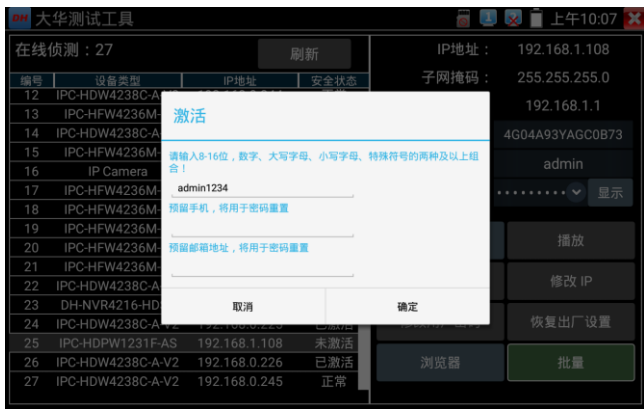 DH 大华测试工具 上午10:07
在线侦测：27 刷新 IP地址： 192.168.1.108
编号 设备类型 IP地址 安全状态 子网掩码： 255.255.255.0
12 IPC-HDW4238C-A
192.168.1.1
13 IPC-HFW4236M-
激活
14 IPC-HDW4238C-A 4G04A93YAGC0B73
15 IPC-HFW4236M-
请输入8-16位，数字、大写字母、小写字母、特殊符号的两种及以上组
合！
16 IP Camera admin
17 IPC-HFW4236M- admin1234 显示
18 IPC-HFW4236M- 预留手机，将用于密码重置
19 IPC-HFW4236M-
20 IPC-HFW4236M- 预留邮箱地址，将用于密码重置 播放
21 IPC-HFW4236M-
22 IPC-HDW4238C-A 修改 IP
23 DH-NVR4216-HD 取消 确定
24 IPC-HDW4238C-A-V2 恢复出厂设置
25 IPC-HDPW1231F-AS 192.168.1.108 未激活
26 IPC-HDW4238C-A-V2 192.168.0.226 已激活 浏览器 批量
27 IPC-HDW4238C-A-V2 192.168.0.245 正常